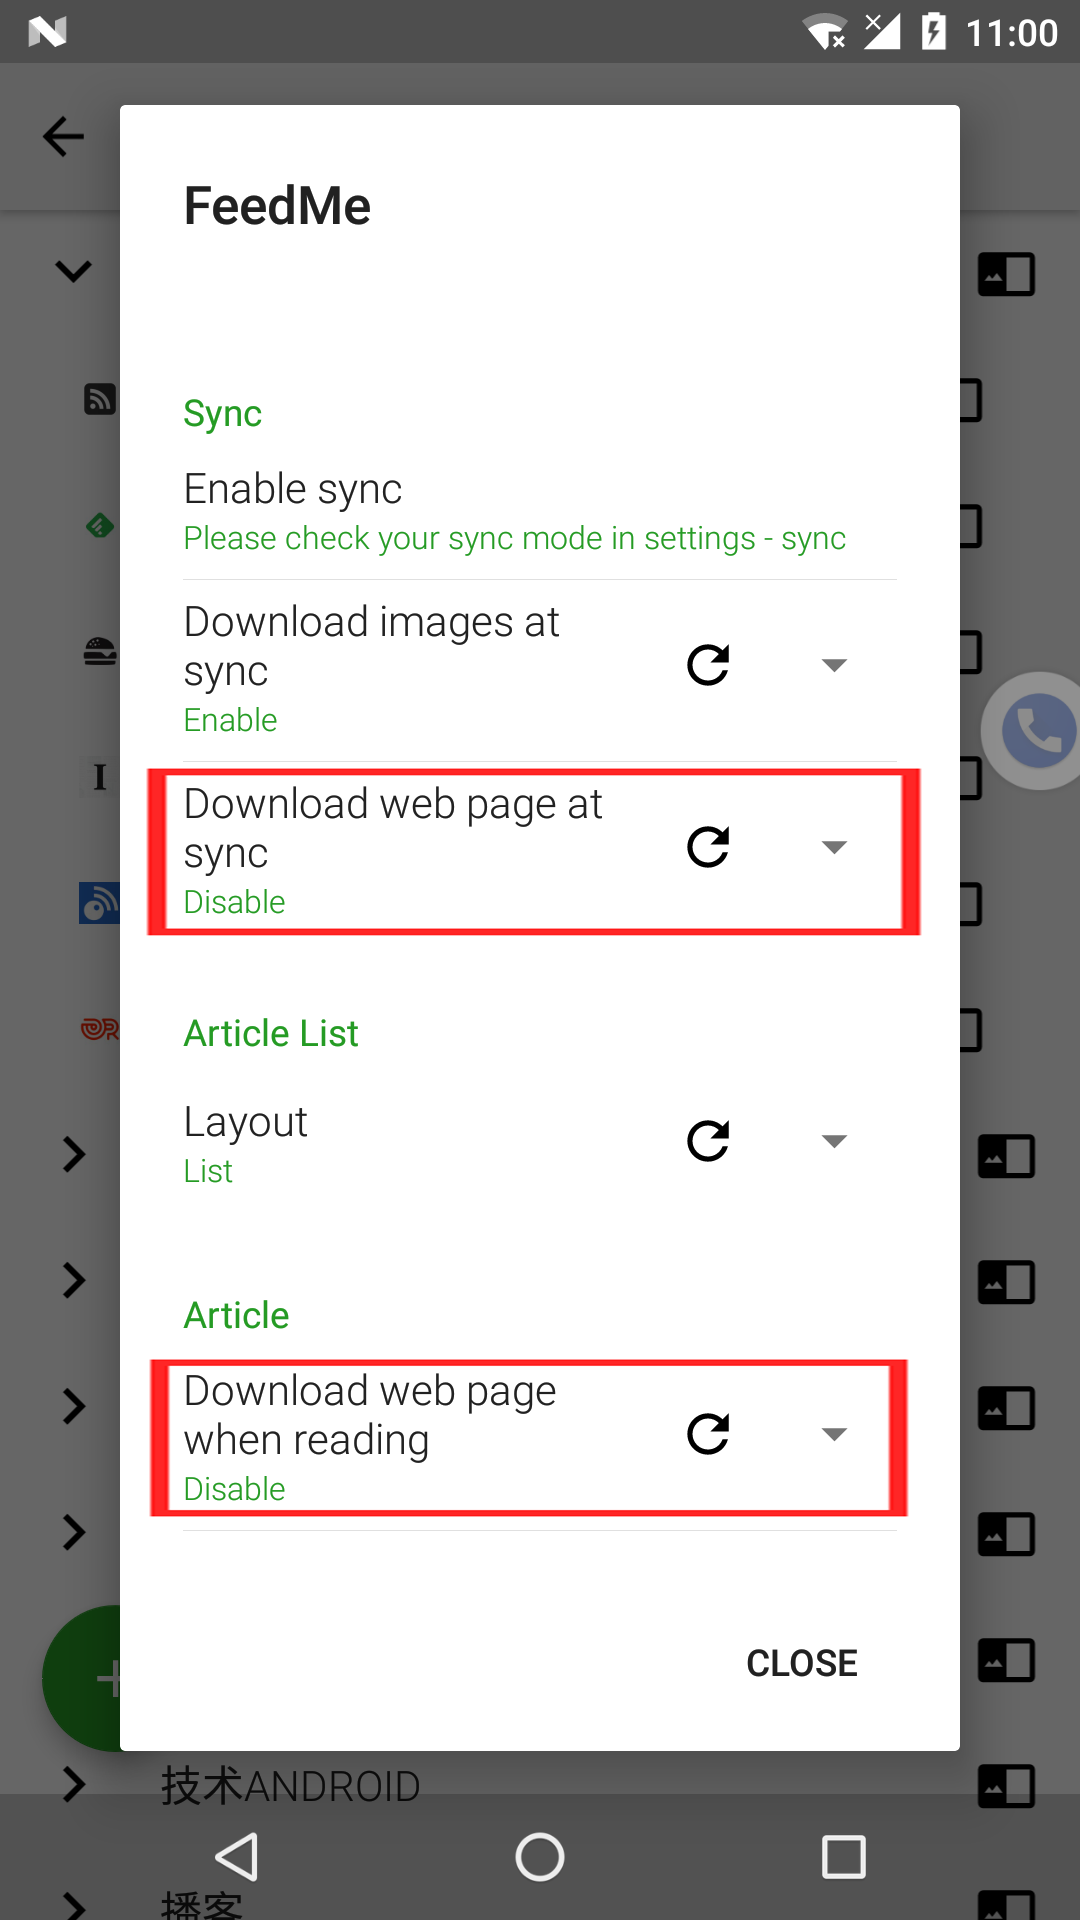 11:00
FeedMe
Sync
Enable sync
Please check your sync mode in settings - sync
Download images at
sync
Enable
Download web page at
sync
Disable
Article List
Layout
List
Article
Download web page
when reading
Disable
CLOSE
技术ANDROID
播客